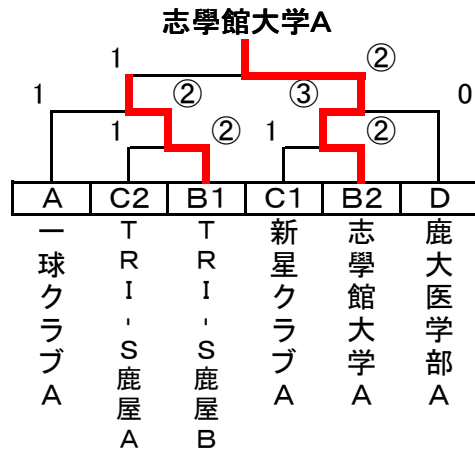 志學館大学A
1 ②
1 ② ③ 0
1 ② 1 ②
A C2 B1 C1 B2 D
一球クラブA
TRI-S鹿屋A
TRI-S鹿屋B
新星クラブA
志學館大学A
鹿大医学部A